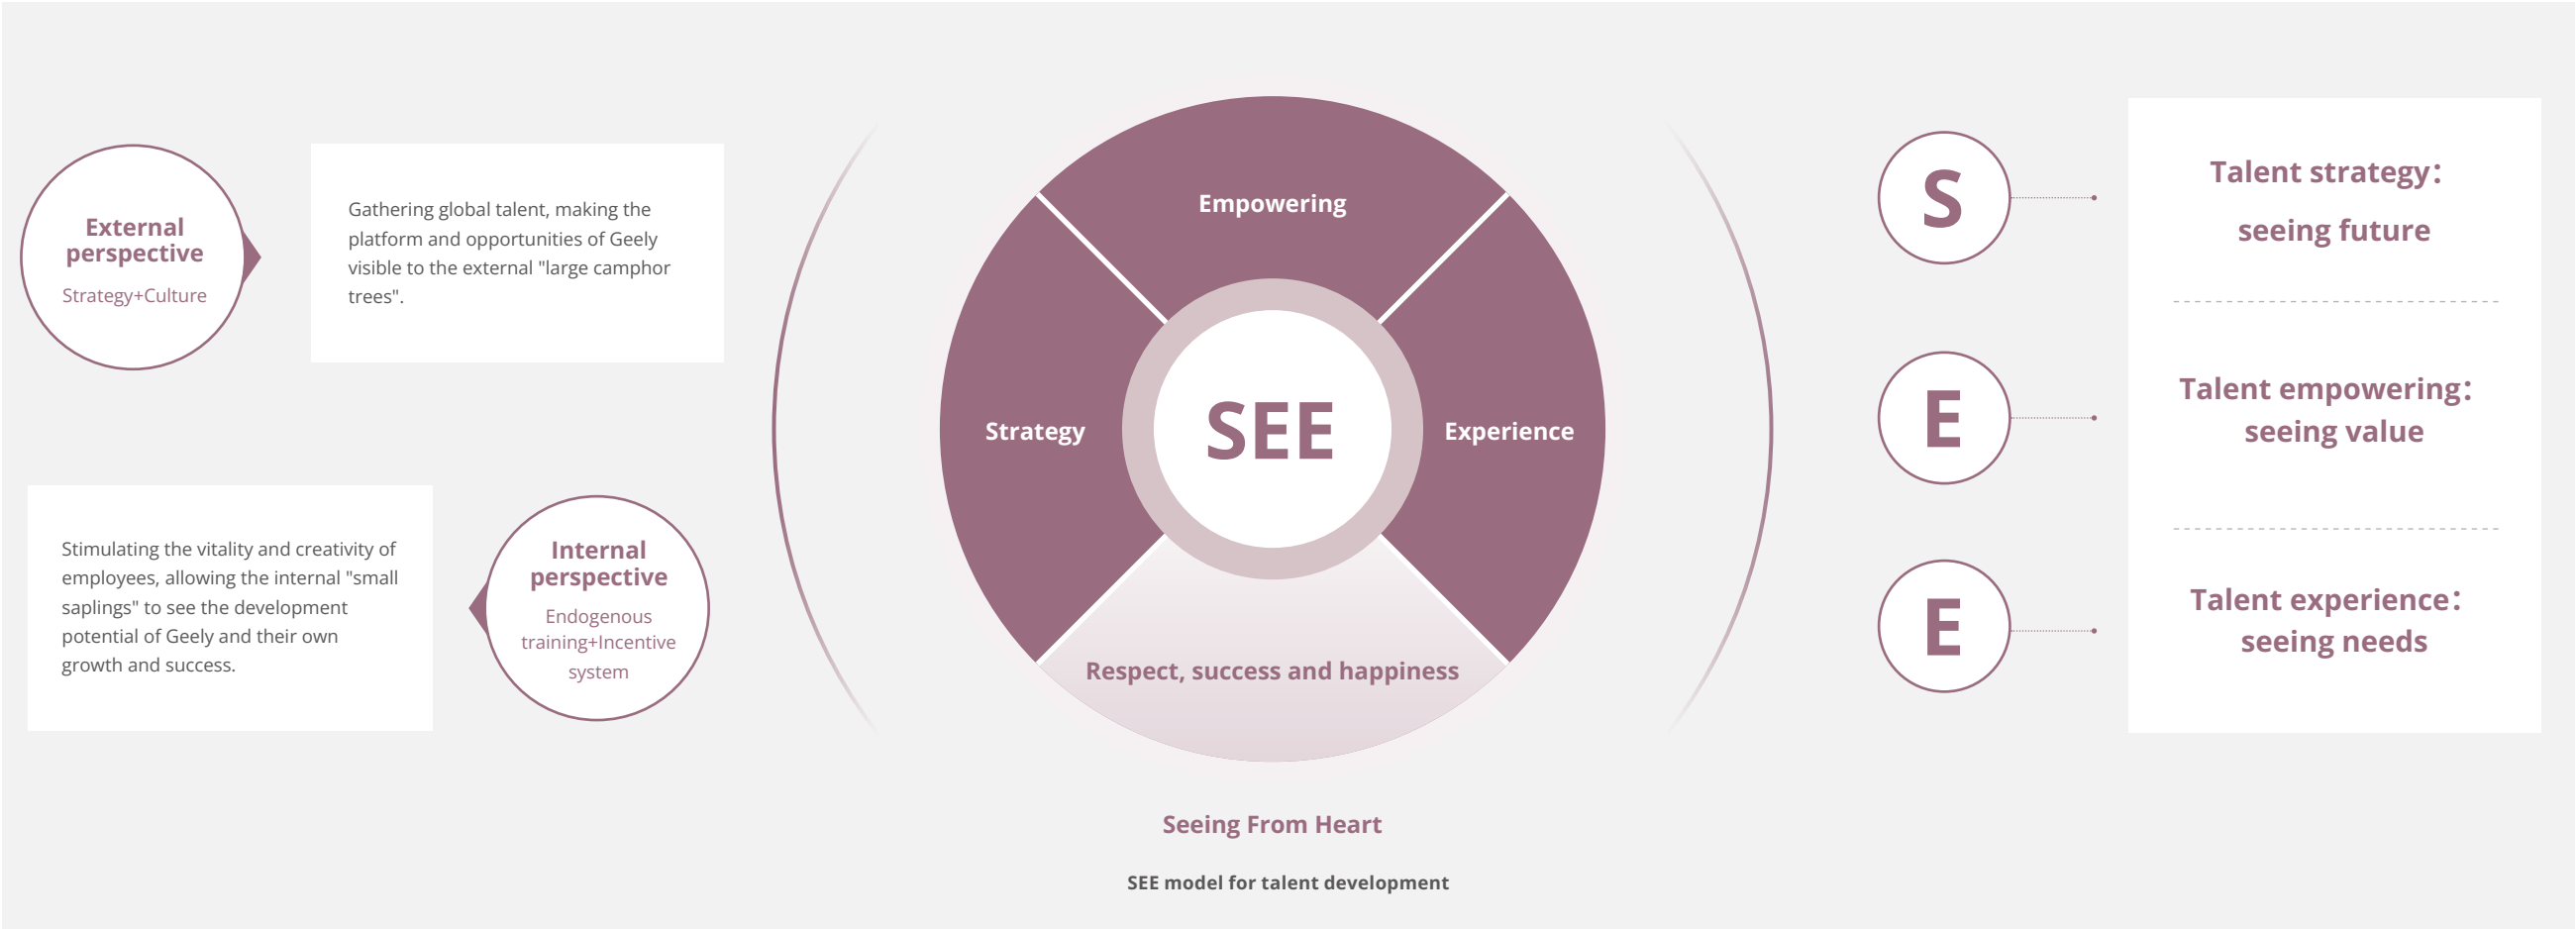 External
perspective
Strategy+Culture
Gathering global talent, making the
platform and opportunities of Geely
visible to the external "large camphor
trees".
Stimulating the vitality and creativity of
employees, allowing the internal "small
saplings" to see the development
potential of Geely and their own
growth and success.
Internal
perspective
Endogenous
training+Incentive
system
Empowering
Strategy
SEE
Experience
Respect, success and happiness
Seeing From Heart
SEE model for talent development
S
Talent strategy：
seeing future
E
Talent empowering：
seeing value
E
Talent experience：
seeing needs